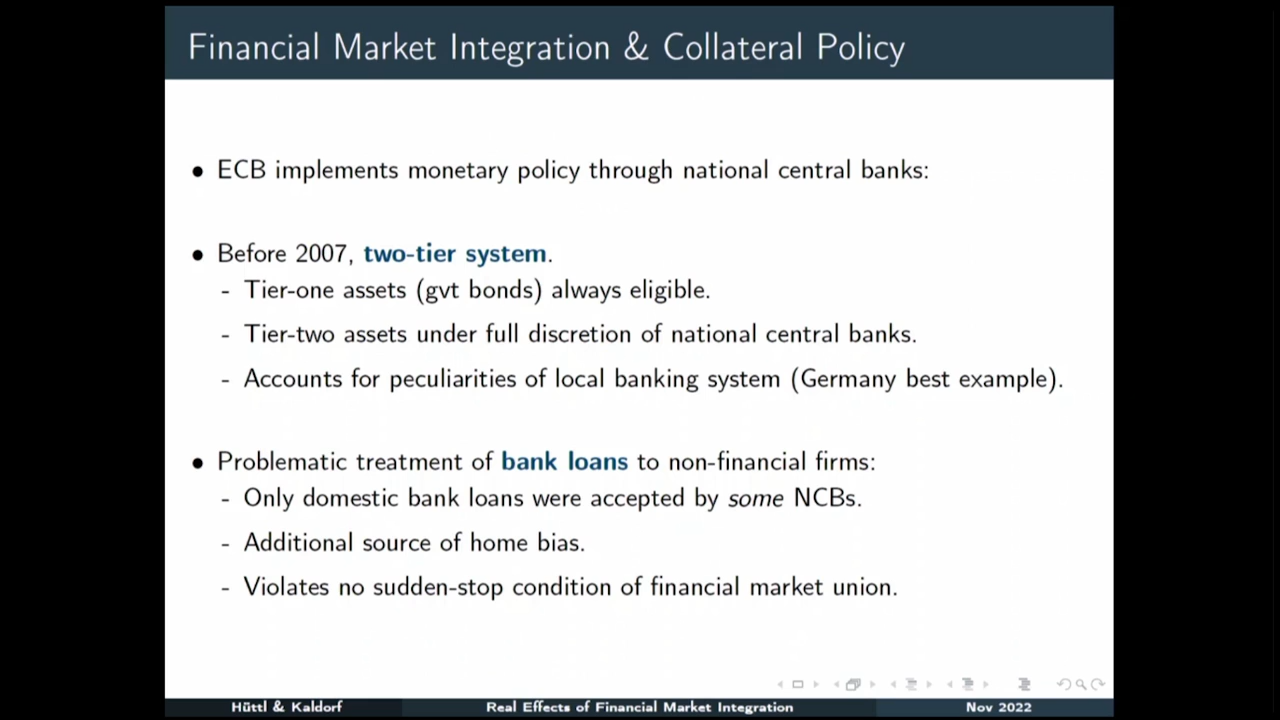 Financial Market Integration & Collateral Policy
• ECB implements monetary policy through national central banks:
• Before 2007, two-tier system.
- Tier-one assets (gvt bonds) always eligible.
- Tier-two assets under full discretion of national central banks.
- Accounts for peculiarities of local banking system (Germany best example).
• Problematic treatment of bank loans to non-financial firms:
- Only domestic bank loans were accepted by some NCBs.
- Additional source of home bias.
- Violates no sudden-stop condition of financial market union.
Hüttl & Kaldorf Real Effects of Financial Market Integration Nov 2022